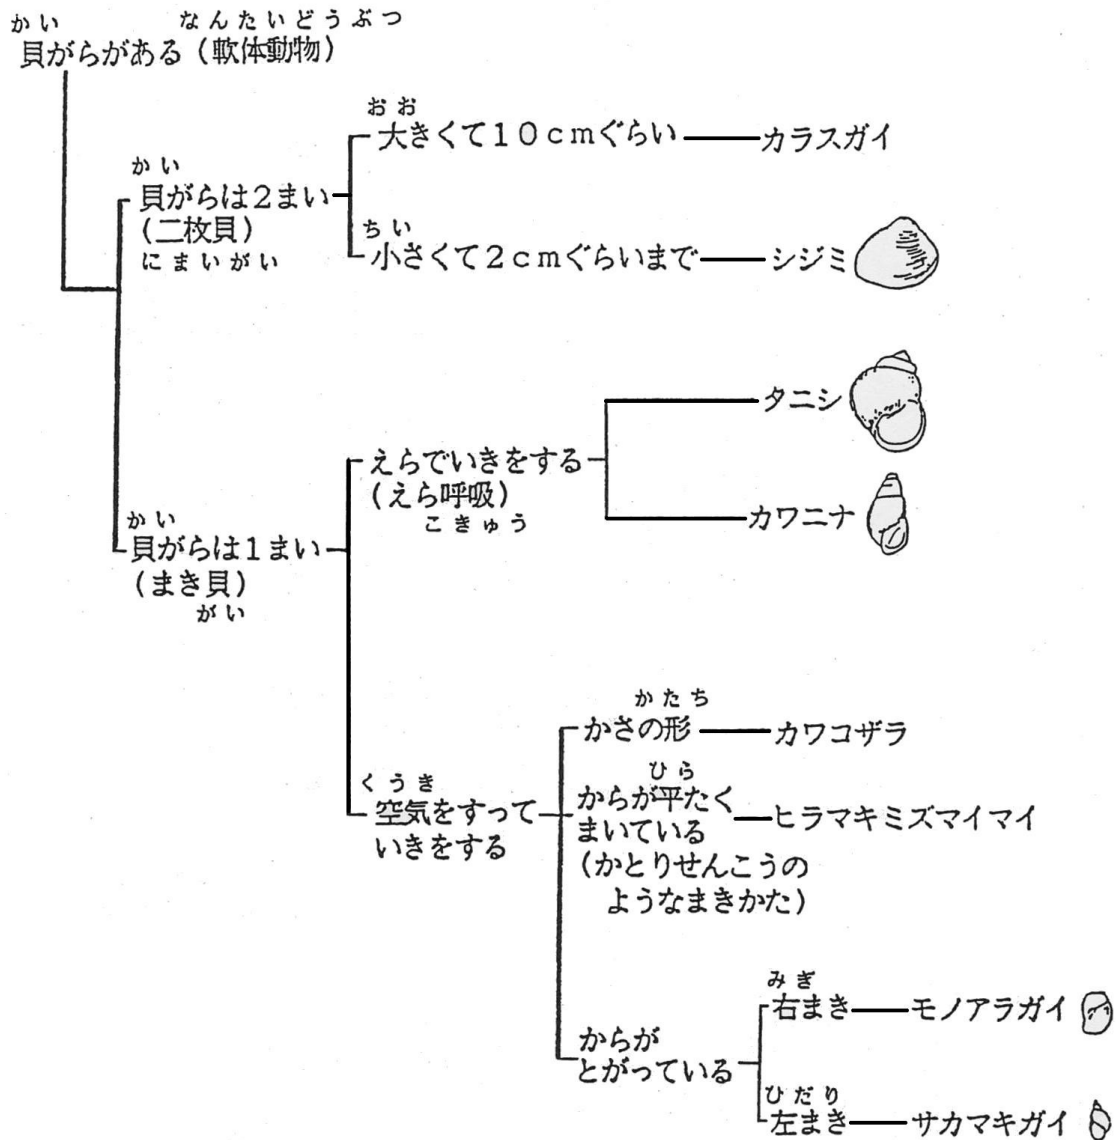 かい なんたいどうぶつ
貝がらがある (軟体動物)
かい
貝がらは2まい
(二枚貝)
にまいがい
おお
大きくて10cmぐらい カラスガイ
ちい
小さくて2cmぐらいまで シジミ
かい
貝がらは1まい
(まき貝)
がい
えらでいきをする
(えら呼吸)
こきゅう
タニシ
カワニナ
くうき
空気をすって
いきをする
かたち
かさの形 カワコザラ
ひら
からが平たく
まいている
(かとりせんこうの
ようなまきかた)
ヒラマキミズマイマイ
からが
とがっている
みぎ
右まき モノアラガイ
ひだり
左まき サカマキガイ